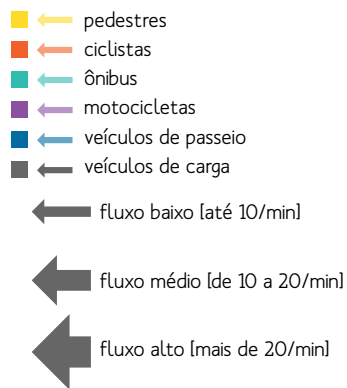 pedestres
ciclistas
ônibus
motocicletas
veículos de passeio
veículos de carga
fluxo baixo [até 10/min]
fluxo médio [de 10 a 20/min]
fluxo alto [mais de 20/min]